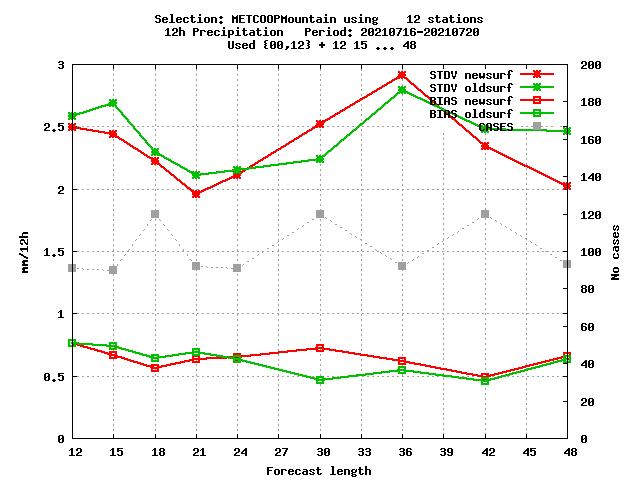 Selection: METCOOPMountain using    12 stations
12h Precipitation   Period: 20210716-20210720
Used {00,12} + 12 15 ... 48
STDV newsurf
STDV oldsurf
BIAS newsurf
BIAS oldsurf
CASES
mm/12h
3
2.5
2
1.5
1
0.5
0
No cases
200
180
160
140
120
100
80
60
40
20
0
12 15 18 21 24 27 30 33 36 39 42 45 48
Forecast length